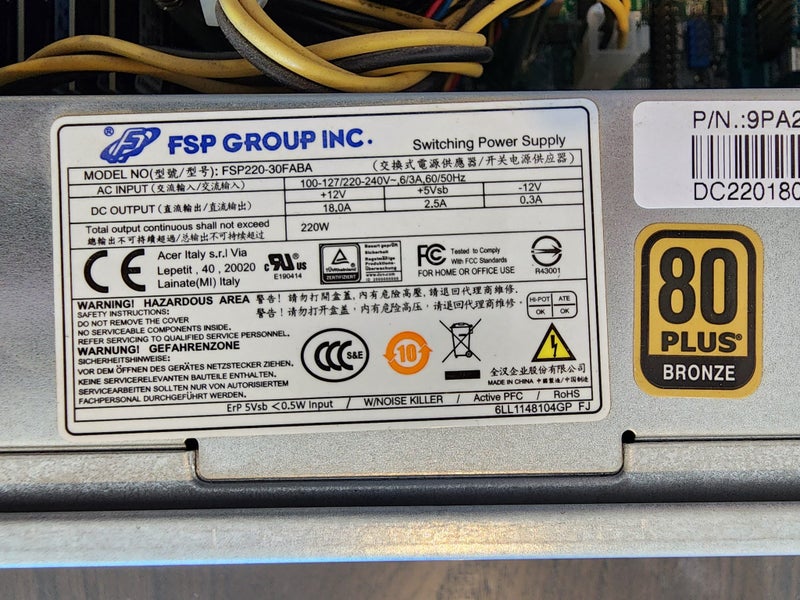 FSP GROUP INC.
Switching Power Supply
MODEL NO(型號/型号): FSP220-30FABA
(交換式電源供應器/开关电源供应器)
AC INPUT (交流輸入/交流输入)
100-127/220-240V~,6/3A,60/50Hz
DC OUTPUT (直流輸出/直流输出)
+12V +5Vsb -12V
18.0A 2.5A 0.3A
Total output continuous shall not exceed
總輸出不可持續超過/总输出不可持续超过
220W
CE
Acer Italy s.r.l Via
Lepetit , 40 , 20020
Lainate(MI) Italy
c RU US
E190414
TÜVRheinland
ZERTIFIZIERT
Bauart geprüft
Sicherheit
Regelmäßige
FC
Tested to Comply
With FCC Standards
FOR HOME OR OFFICE USE
R43001
WARNING! HAZARDOUS AREA
SAFETY INSTRUCTIONS:
DO NOT REMOVE THE COVER
NO SERVICEABLE COMPONENTS INSIDE.
REFER SERVICING TO QUALIFIED SERVICE PERSONNEL.
警告! 請勿打開盒蓋, 內有危險高壓, 請退回代理商維修.
警告! 请勿打开盒盖, 内有危险高压, 请退回代理商维修.
HI-POT ATE
OK OK
WARNUNG! GEFAHRENZONE
SICHERHEITSHINWEISE:
VOR DEM ÖFFNEN DES GERÄTES NETZSTECKER ZIEHEN.
KEINE SERVICERELEVANTEN BAUTEILE ENTHALTEN.
SERVICEARBEITEN SOLLTEN NUR VON AUTORISIERTEM
FACHPERSONAL DURCHGEFÜHRT WERDEN.
CCC S&E
10
全汉企业股份有限公司
MADE IN CHINA 中國製造/中国制造
ErP 5Vsb <0.5W Input / W/NOISE KILLER / Active PFC / RoHS
6LL1148104GP FJ
P/N.:9PA2
DC220180
80
PLUS®
BRONZE